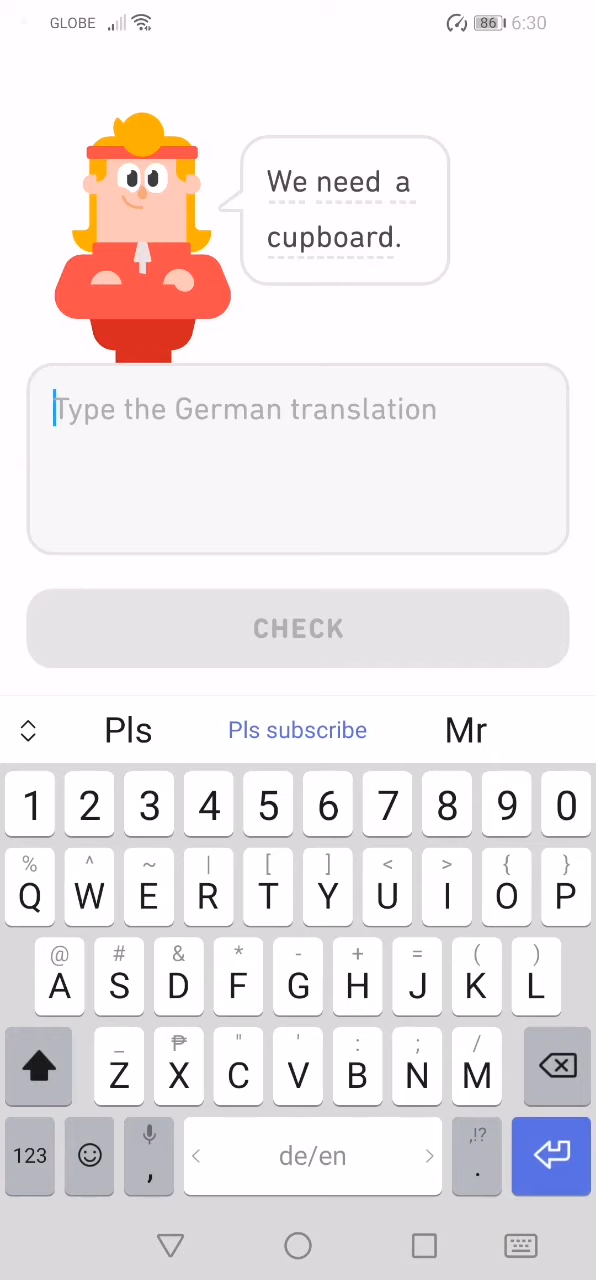 GLOBE 86 6:30
We need a
cupboard.
Type the German translation
CHECK
Pls Pls subscribe Mr
1 2 3 4 5 6 7 8 9 0
% ^ ~ | [ ] < > { }
Q W E R T Y U I O P
@ # & * - + = ( )
A S D F G H J K L
_ ₱ " ' : ; /
Z X C V B N M
123 , < de/en > ,!? .